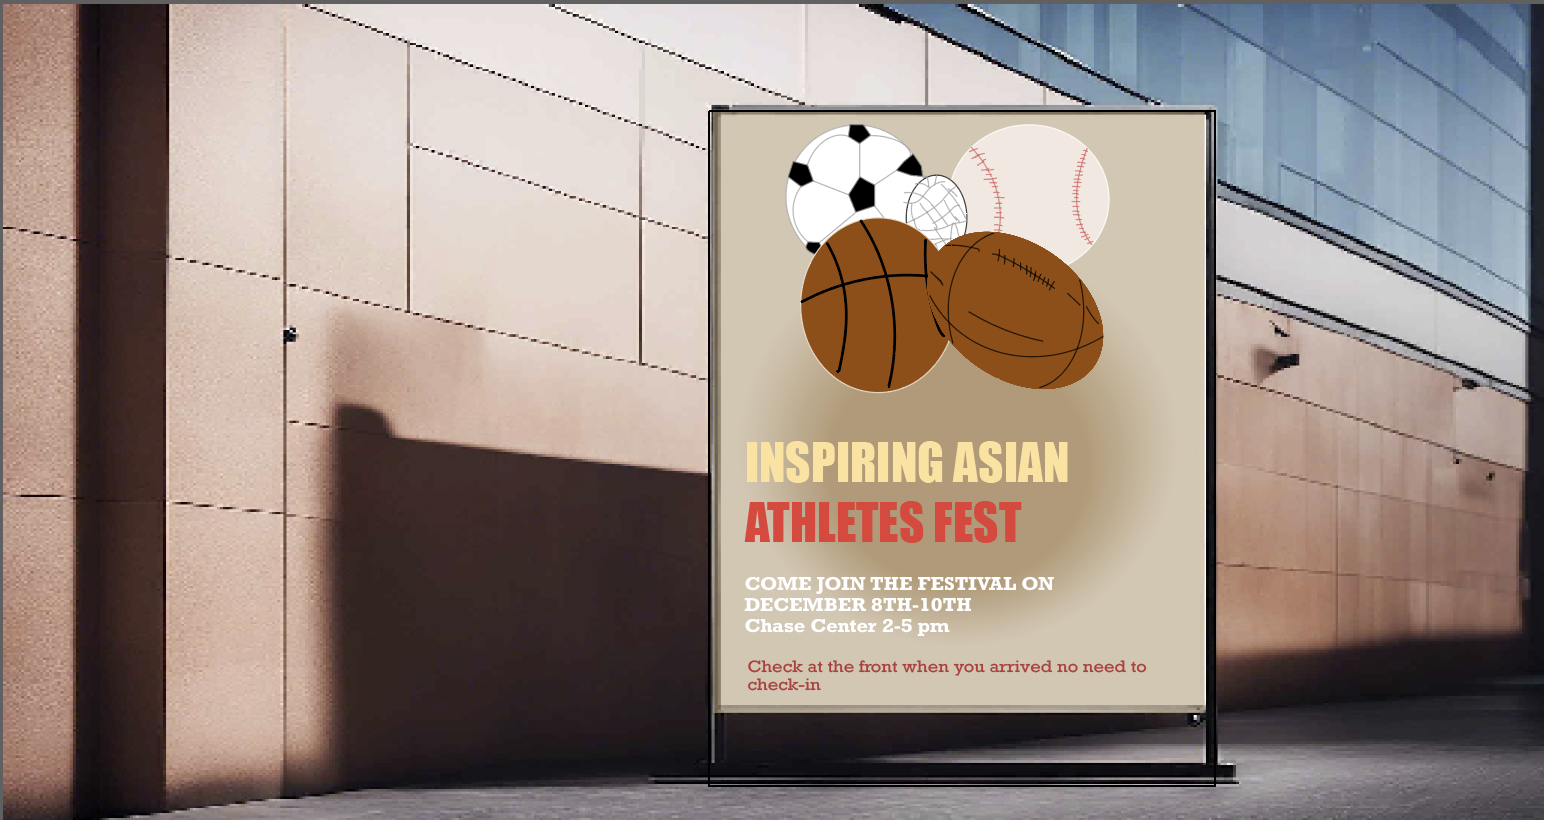 INSPIRING ASIAN
ATHLETES FEST
COME JOIN THE FESTIVAL ON
DECEMBER 8TH-10TH
Chase Center 2-5 pm
Check at the front when you arrived no need to
check-in